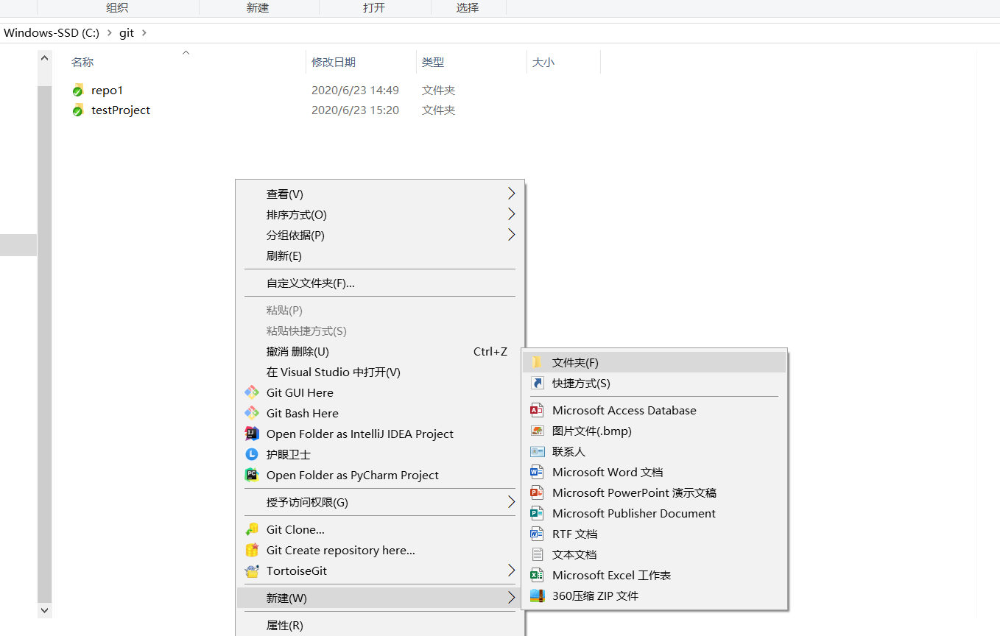 组织 新建 打开 选择
Windows-SSD (C:) > git >
名称 修改日期 类型 大小
repo1 2020/6/23 14:49 文件夹
testProject 2020/6/23 15:20 文件夹
查看(V)
排序方式(O)
分组依据(P)
刷新(E)
自定义文件夹(F)...
粘贴(P)
粘贴快捷方式(S)
撤消 删除(U) Ctrl+Z
在 Visual Studio 中打开(V)
Git GUI Here
Git Bash Here
Open Folder as IntelliJ IDEA Project
护眼卫士
Open Folder as PyCharm Project
授予访问权限(G)
Git Clone...
Git Create repository here...
TortoiseGit
新建(W)
属性(R)
文件夹(F)
快捷方式(S)
Microsoft Access Database
图片文件(.bmp)
联系人
Microsoft Word 文档
Microsoft PowerPoint 演示文稿
Microsoft Publisher Document
RTF 文档
文本文档
Microsoft Excel 工作表
360压缩 ZIP 文件